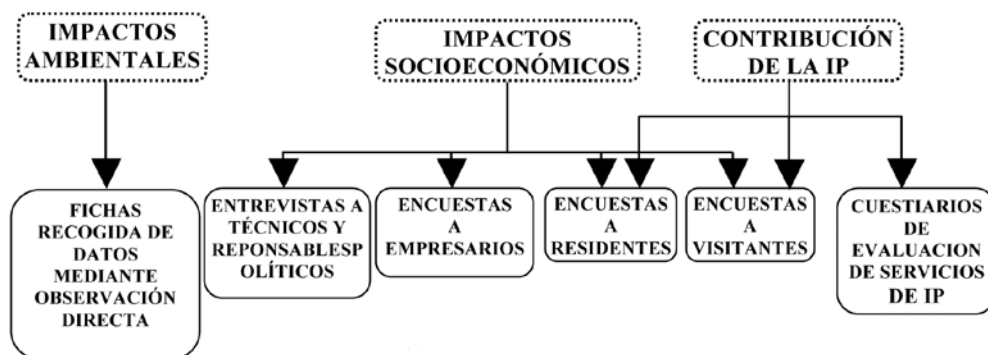 IMPACTOS
AMBIENTALES
IMPACTOS
SOCIOECONÓMICOS
CONTRIBUCIÓN
DE LA IP
FICHAS
RECOGIDA DE
DATOS
MEDIANTE
OBSERVACIÓN
DIRECTA
ENTREVISTAS A
TÉCNICOS Y
REPONSABLESP
OLÍTICOS
ENCUESTAS
A
EMPRESARIOS
ENCUESTAS
A
RESIDENTES
ENCUESTAS
A
VISITANTES
CUESTIARIOS
DE
EVALUACION
DE SERVICIOS
DE IP